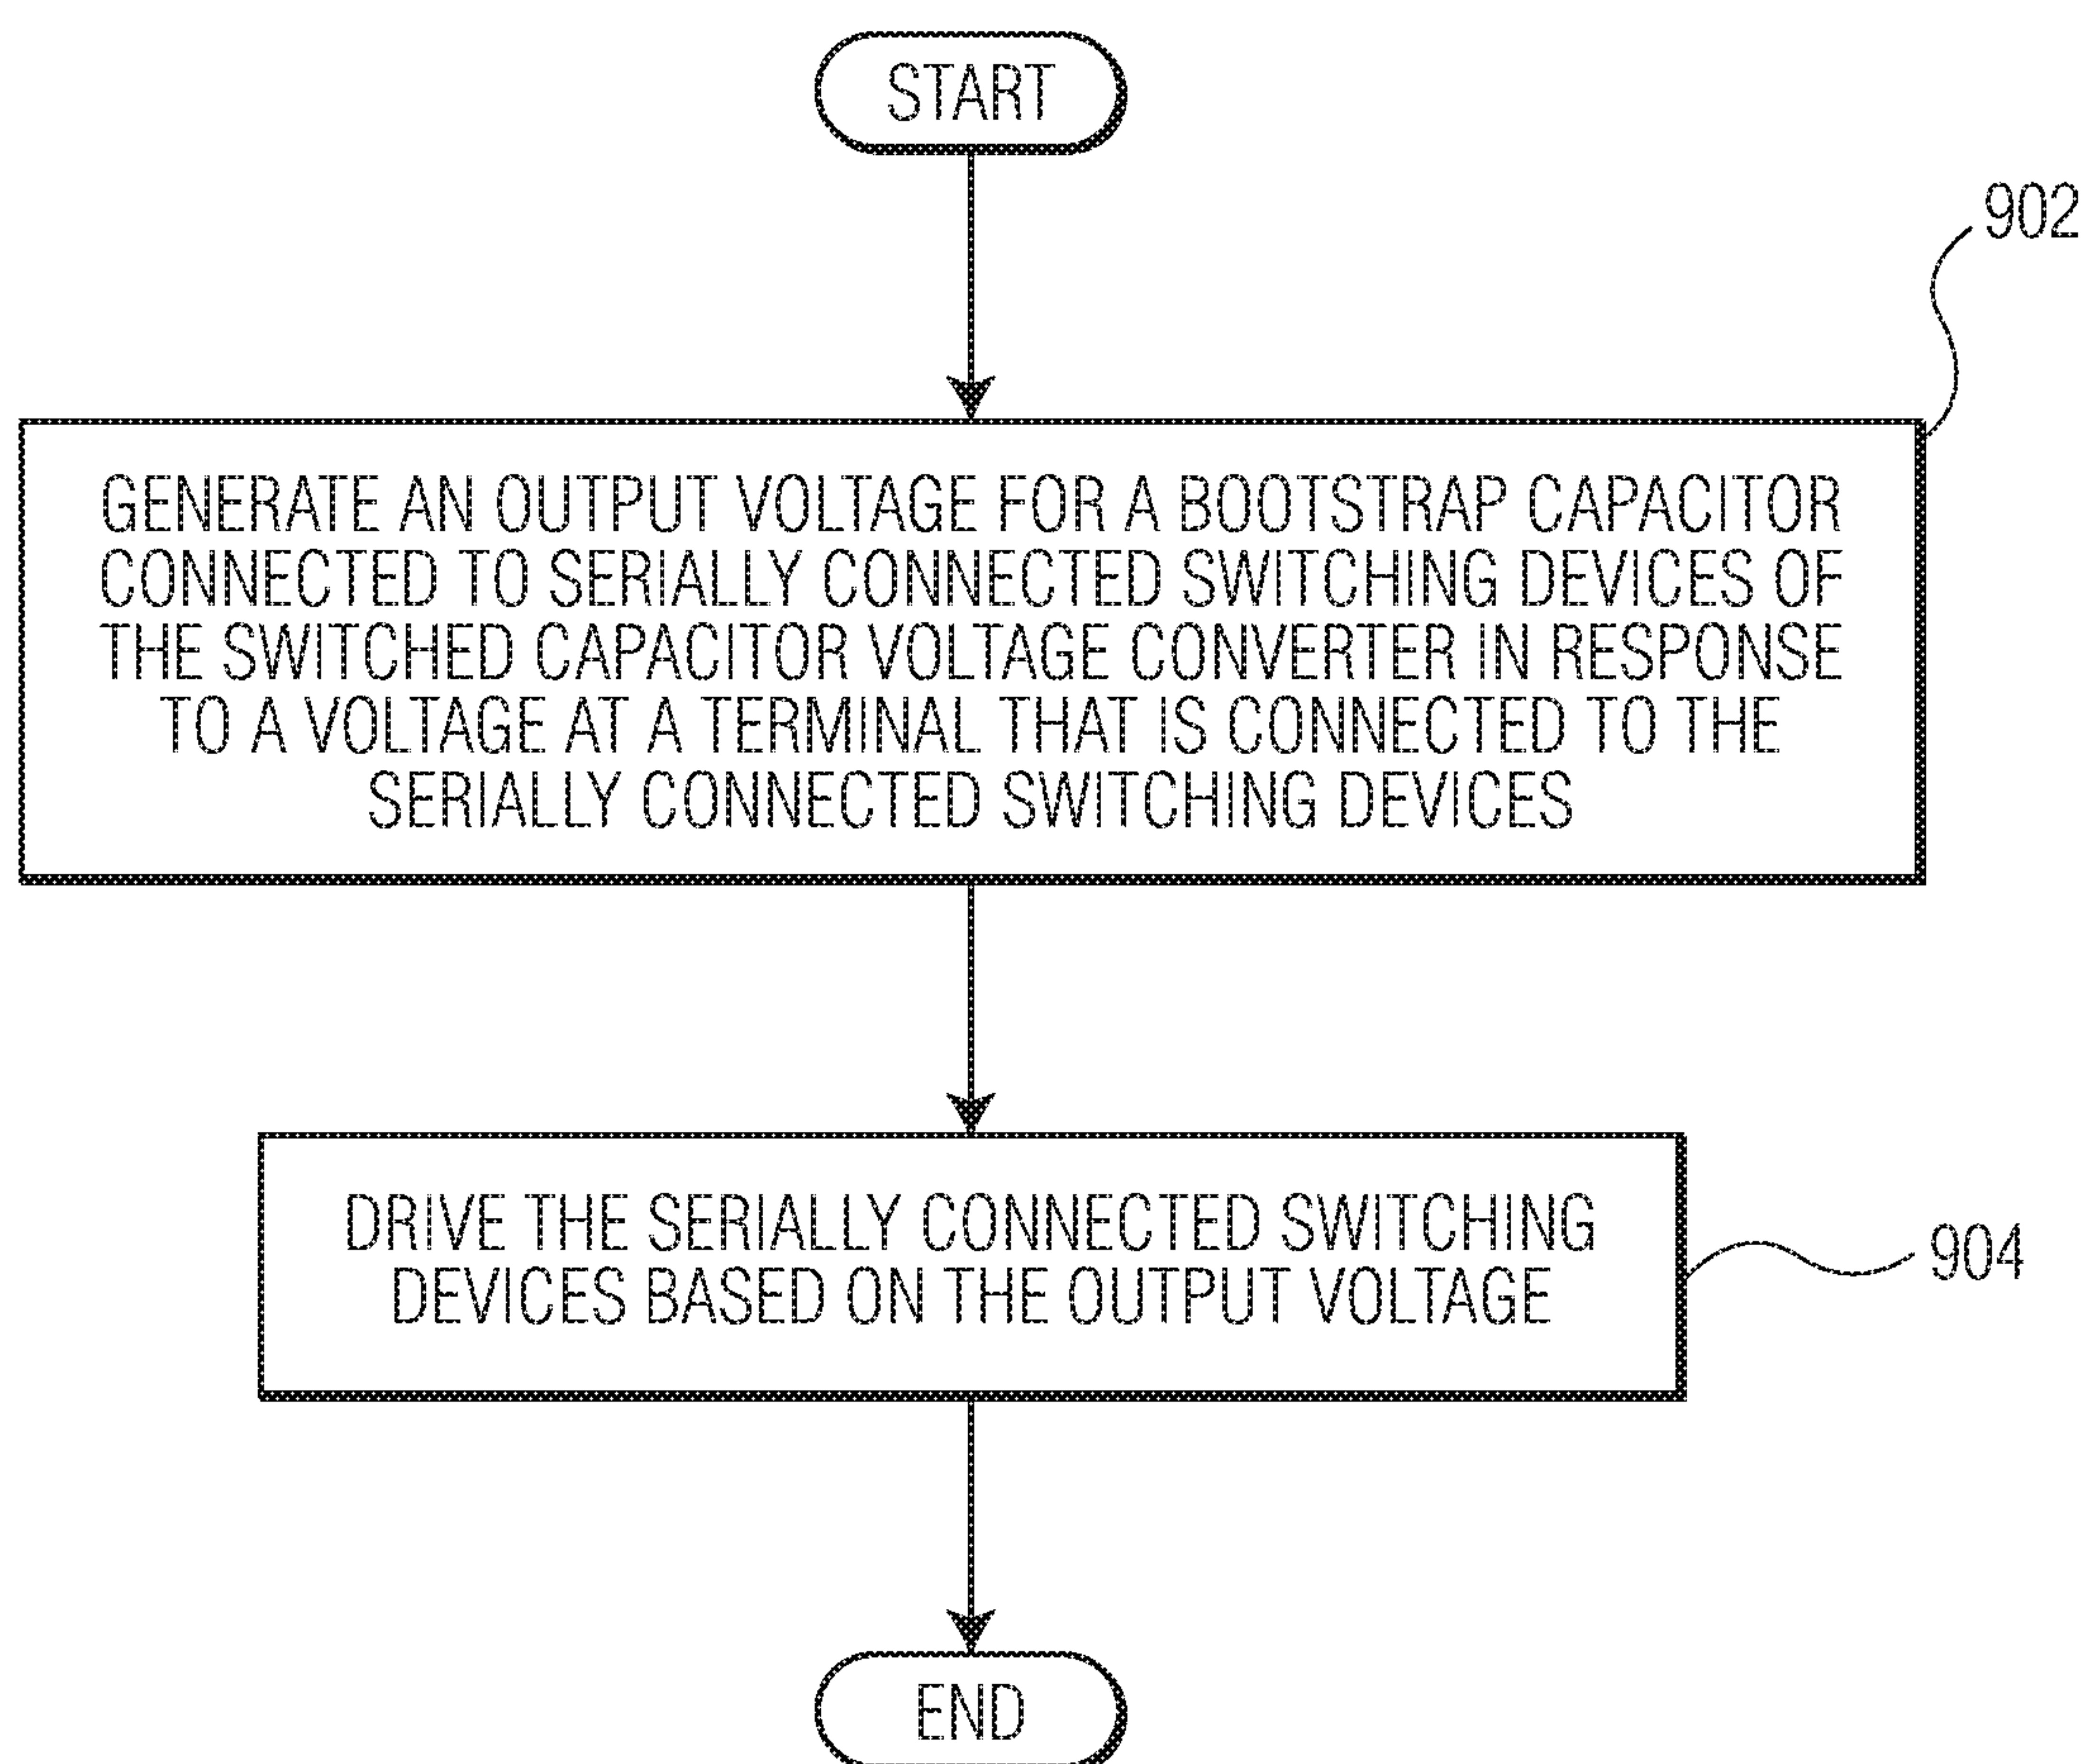 START
902
GENERATE AN OUTPUT VOLTAGE FOR A BOOTSTRAP CAPACITOR
CONNECTED TO SERIALLY CONNECTED SWITCHING DEVICES OF
THE SWITCHED CAPACITOR VOLTAGE CONVERTER IN RESPONSE
TO A VOLTAGE AT A TERMINAL THAT IS CONNECTED TO THE
SERIALLY CONNECTED SWITCHING DEVICES
DRIVE THE SERIALLY CONNECTED SWITCHING
DEVICES BASED ON THE OUTPUT VOLTAGE
904
END